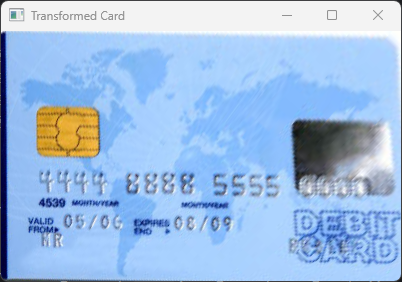 Transformed Card
4444 8888 5555 0000
4539 MONTH/YEAR MONTH/YEAR
VALID FROM 05/06 EXPIRES END 08/09
MR
DEBIT
CARD